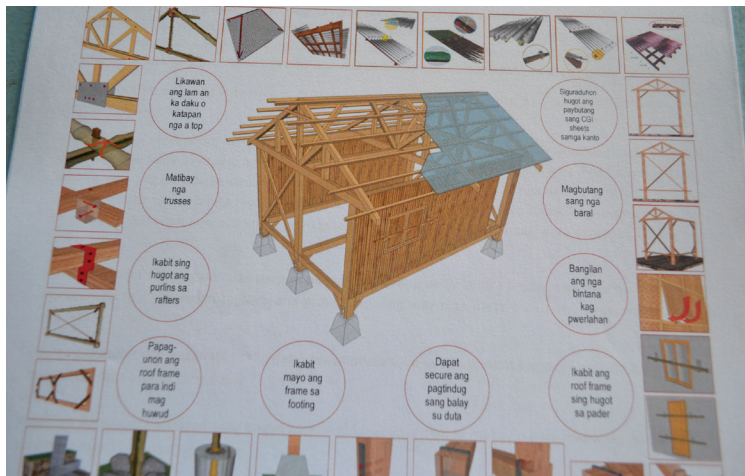 Likawan
ang lam an
ka daku o
katapan
nga a top
Siguraduhon
hugot ang
paybutang
sang CGI
sheets
samga kanto
Matibay
nga
trusses
Magbutang
sang nga
baral
Ikabit sing
hugot ang
purlins sa
rafters
Bangilan
ang nga
bintana
kag
pwerlahan
Papag-
unon ang
roof frame
para indi
mag
huwud
Ikabit
mayo ang
frame sa
footing
Dapat
secure ang
pagtindug
sang balay
su duta
Ikabit ang
roof frame
sing hugot
sa pader